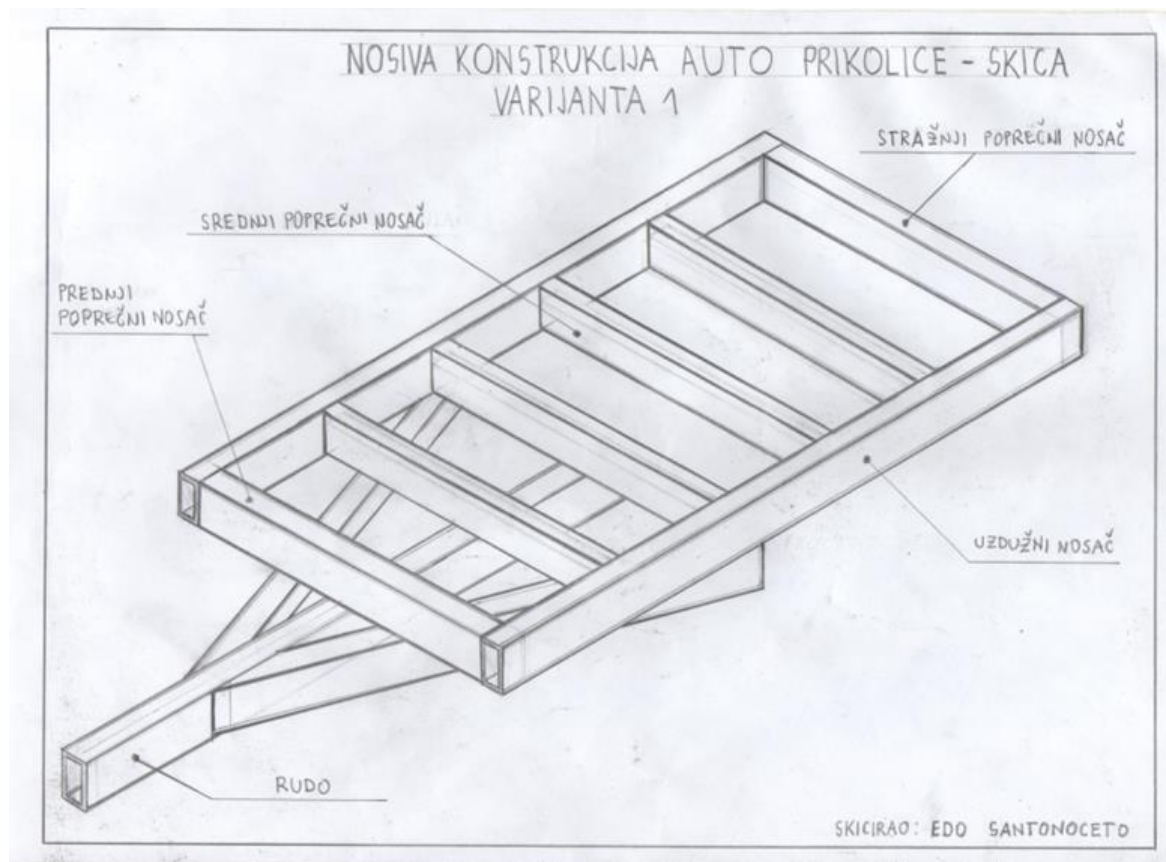 NOSIVA KONSTRUKCIJA AUTO PRIKOLICE - SKICA
VARIJANTA 1
STRAŽNJI POPREČNI NOSAČ
SREDNJI POPREČNI NOSAČ
PREDNJI
POPREČNI NOSAČ
UZDUŽNI NOSAČ
RUDO
SKICIRAO: EDO SANTONOCETO